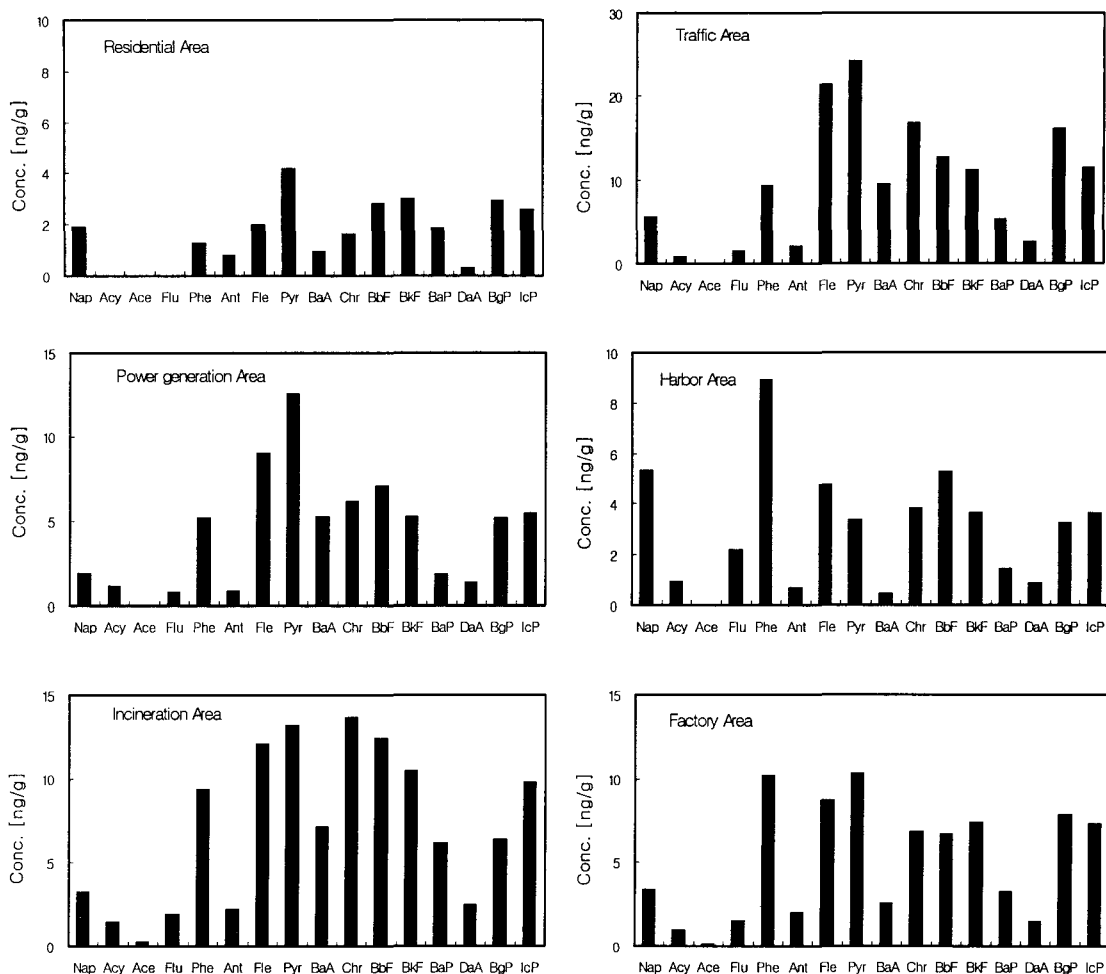 Residential Area
Conc. [ng/g]
10
8
6
4
2
0
Nap Acy Ace Flu Phe Ant Fle Pyr BaA Chr BbF BkF BaP DaA BgP IcP
Traffic Area
Conc. [ng/g]
30
20
10
0
Nap Acy Ace Flu Phe Ant Fle Pyr BaA Chr BbF BkF BaP DaA BgP IcP
Power generation Area
Conc. [ng/g]
15
10
5
0
Nap Acy Ace Flu Phe Ant Fle Pyr BaA Chr BbF BkF BaP DaA BgP IcP
Harbor Area
Conc. [ng/g]
10
8
6
4
2
0
Nap Acy Ace Flu Phe Ant Fle Pyr BaA Chr BbF BkF BaP DaA BgP IcP
Incineration Area
Conc. [ng/g]
15
10
5
0
Nap Acy Ace Flu Phe Ant Fle Pyr BaA Chr BbF BkF BaP DaA BgP IcP
Factory Area
Conc. [ng/g]
15
10
5
0
Nap Acy Ace Flu Phe Ant Fle Pyr BaA Chr BbF BkF BaP DaA BgP IcP